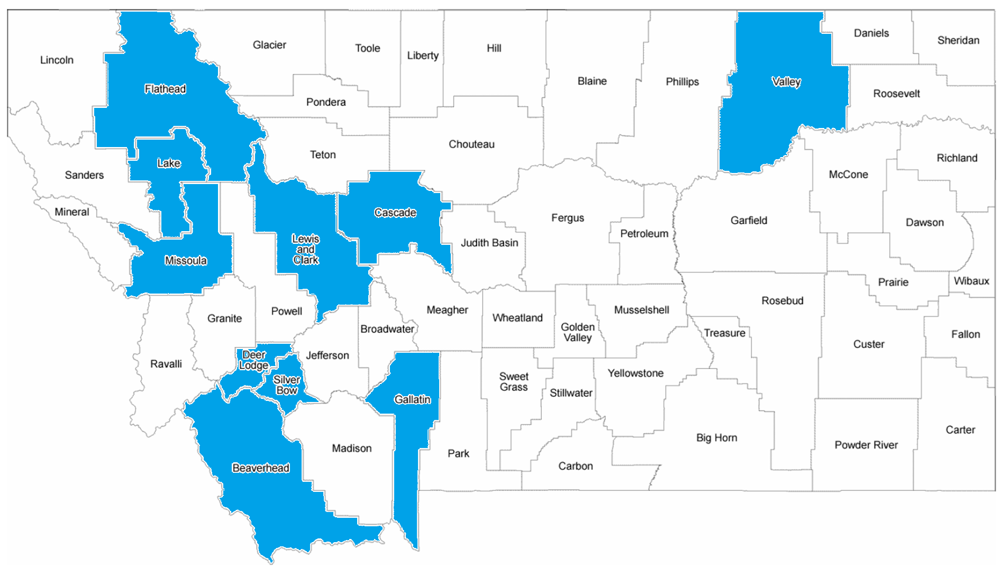 Lincoln
Flathead
Glacier
Toole
Liberty
Hill
Blaine
Phillips
Valley
Daniels
Sheridan
Roosevelt
Pondera
Teton
Chouteau
Lake
Sanders
Mineral
Missoula
Lewis
and
Clark
Cascade
Judith Basin
Fergus
Petroleum
Garfield
McCone
Richland
Dawson
Prairie
Wibaux
Granite
Powell
Broadwater
Meagher
Wheatland
Golden
Valley
Musselshell
Rosebud
Treasure
Custer
Fallon
Ravalli
Deer
Lodge
Silver
Bow
Jefferson
Gallatin
Sweet
Grass
Stillwater
Yellowstone
Beaverhead
Madison
Park
Carbon
Big Horn
Powder River
Carter